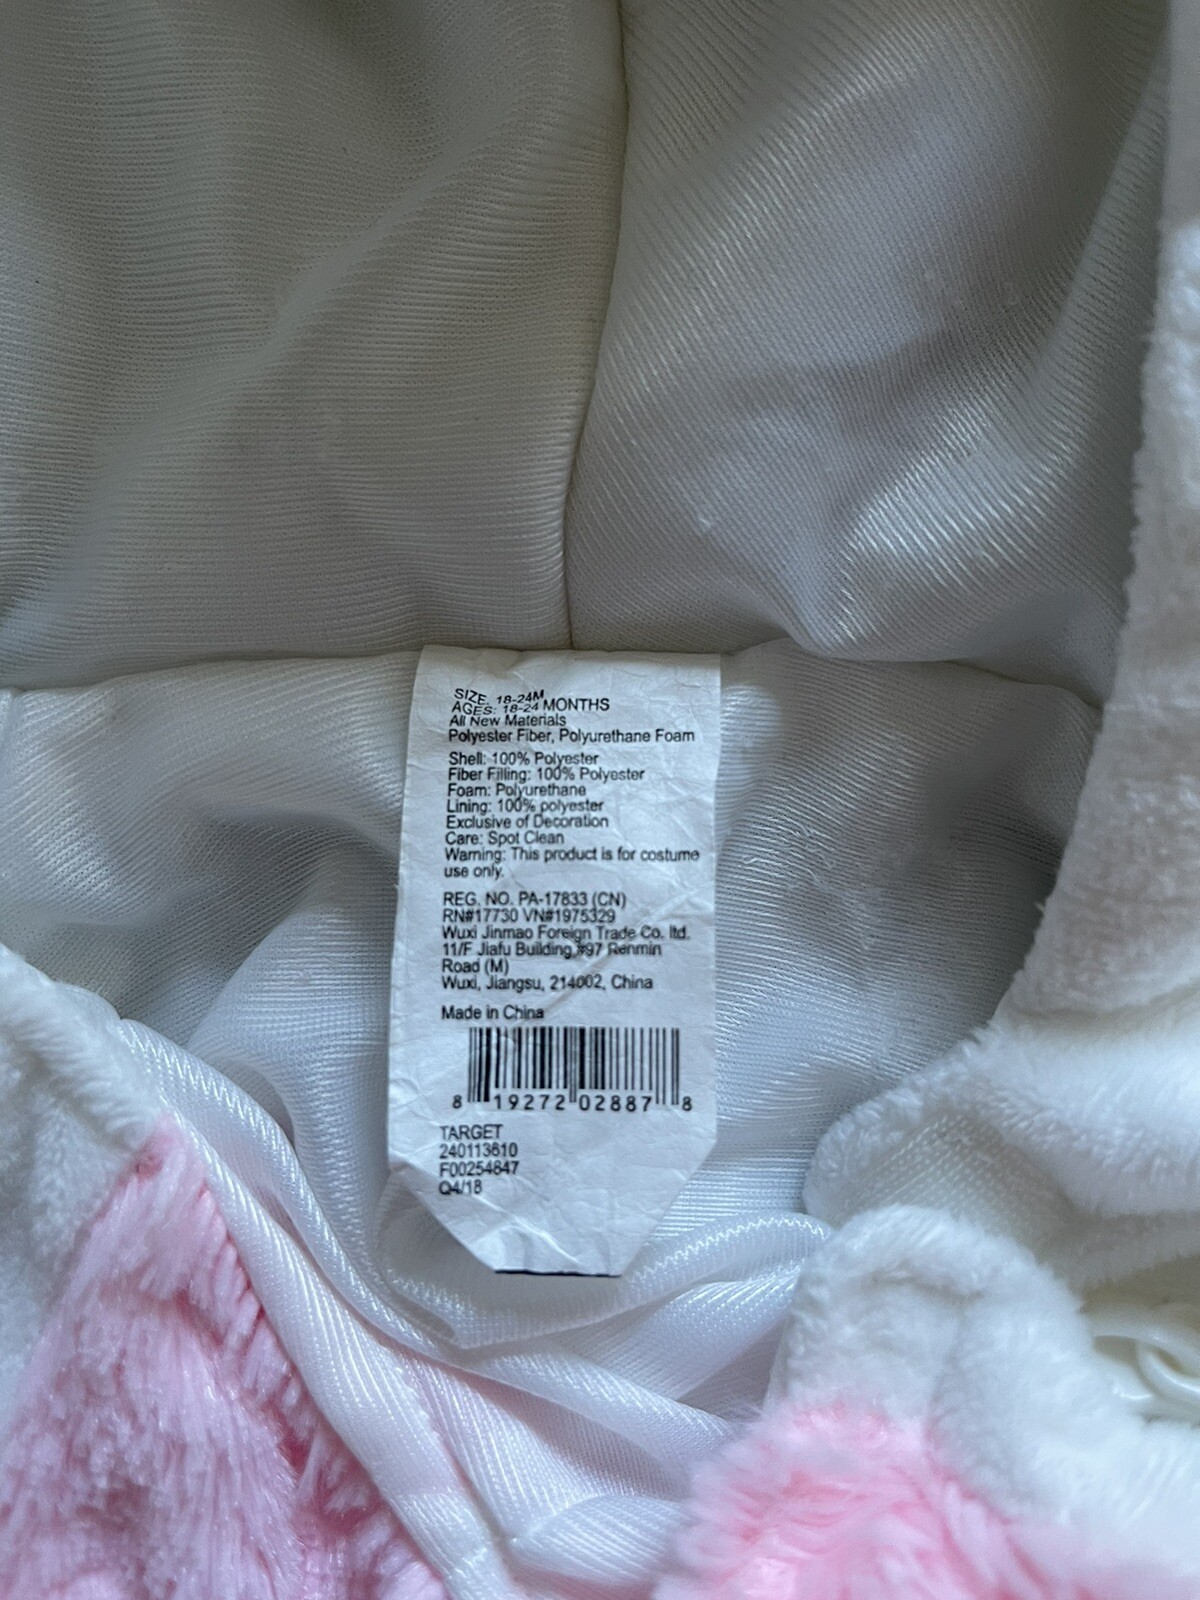 SIZE: 18-24M
AGES: 18-24 MONTHS
All New Materials
Polyester Fiber, Polyurethane Foam
Shell: 100% Polyester
Fiber Filling: 100% Polyester
Foam: Polyurethane
Lining: 100% polyester
Exclusive of Decoration
Care: Spot Clean
Warning: This product is for costume
use only.
REG. NO. PA-17833 (CN)
RN#17730 VN#1975329
Wuxi Jinmao Foreign Trade Co. ltd.
11/F Jiafu Building,#97 Renmin
Road (M)
Wuxi, Jiangsu, 214002, China
Made in China
8 19272 02887 8
TARGET
240113610
F00254847
Q4/18